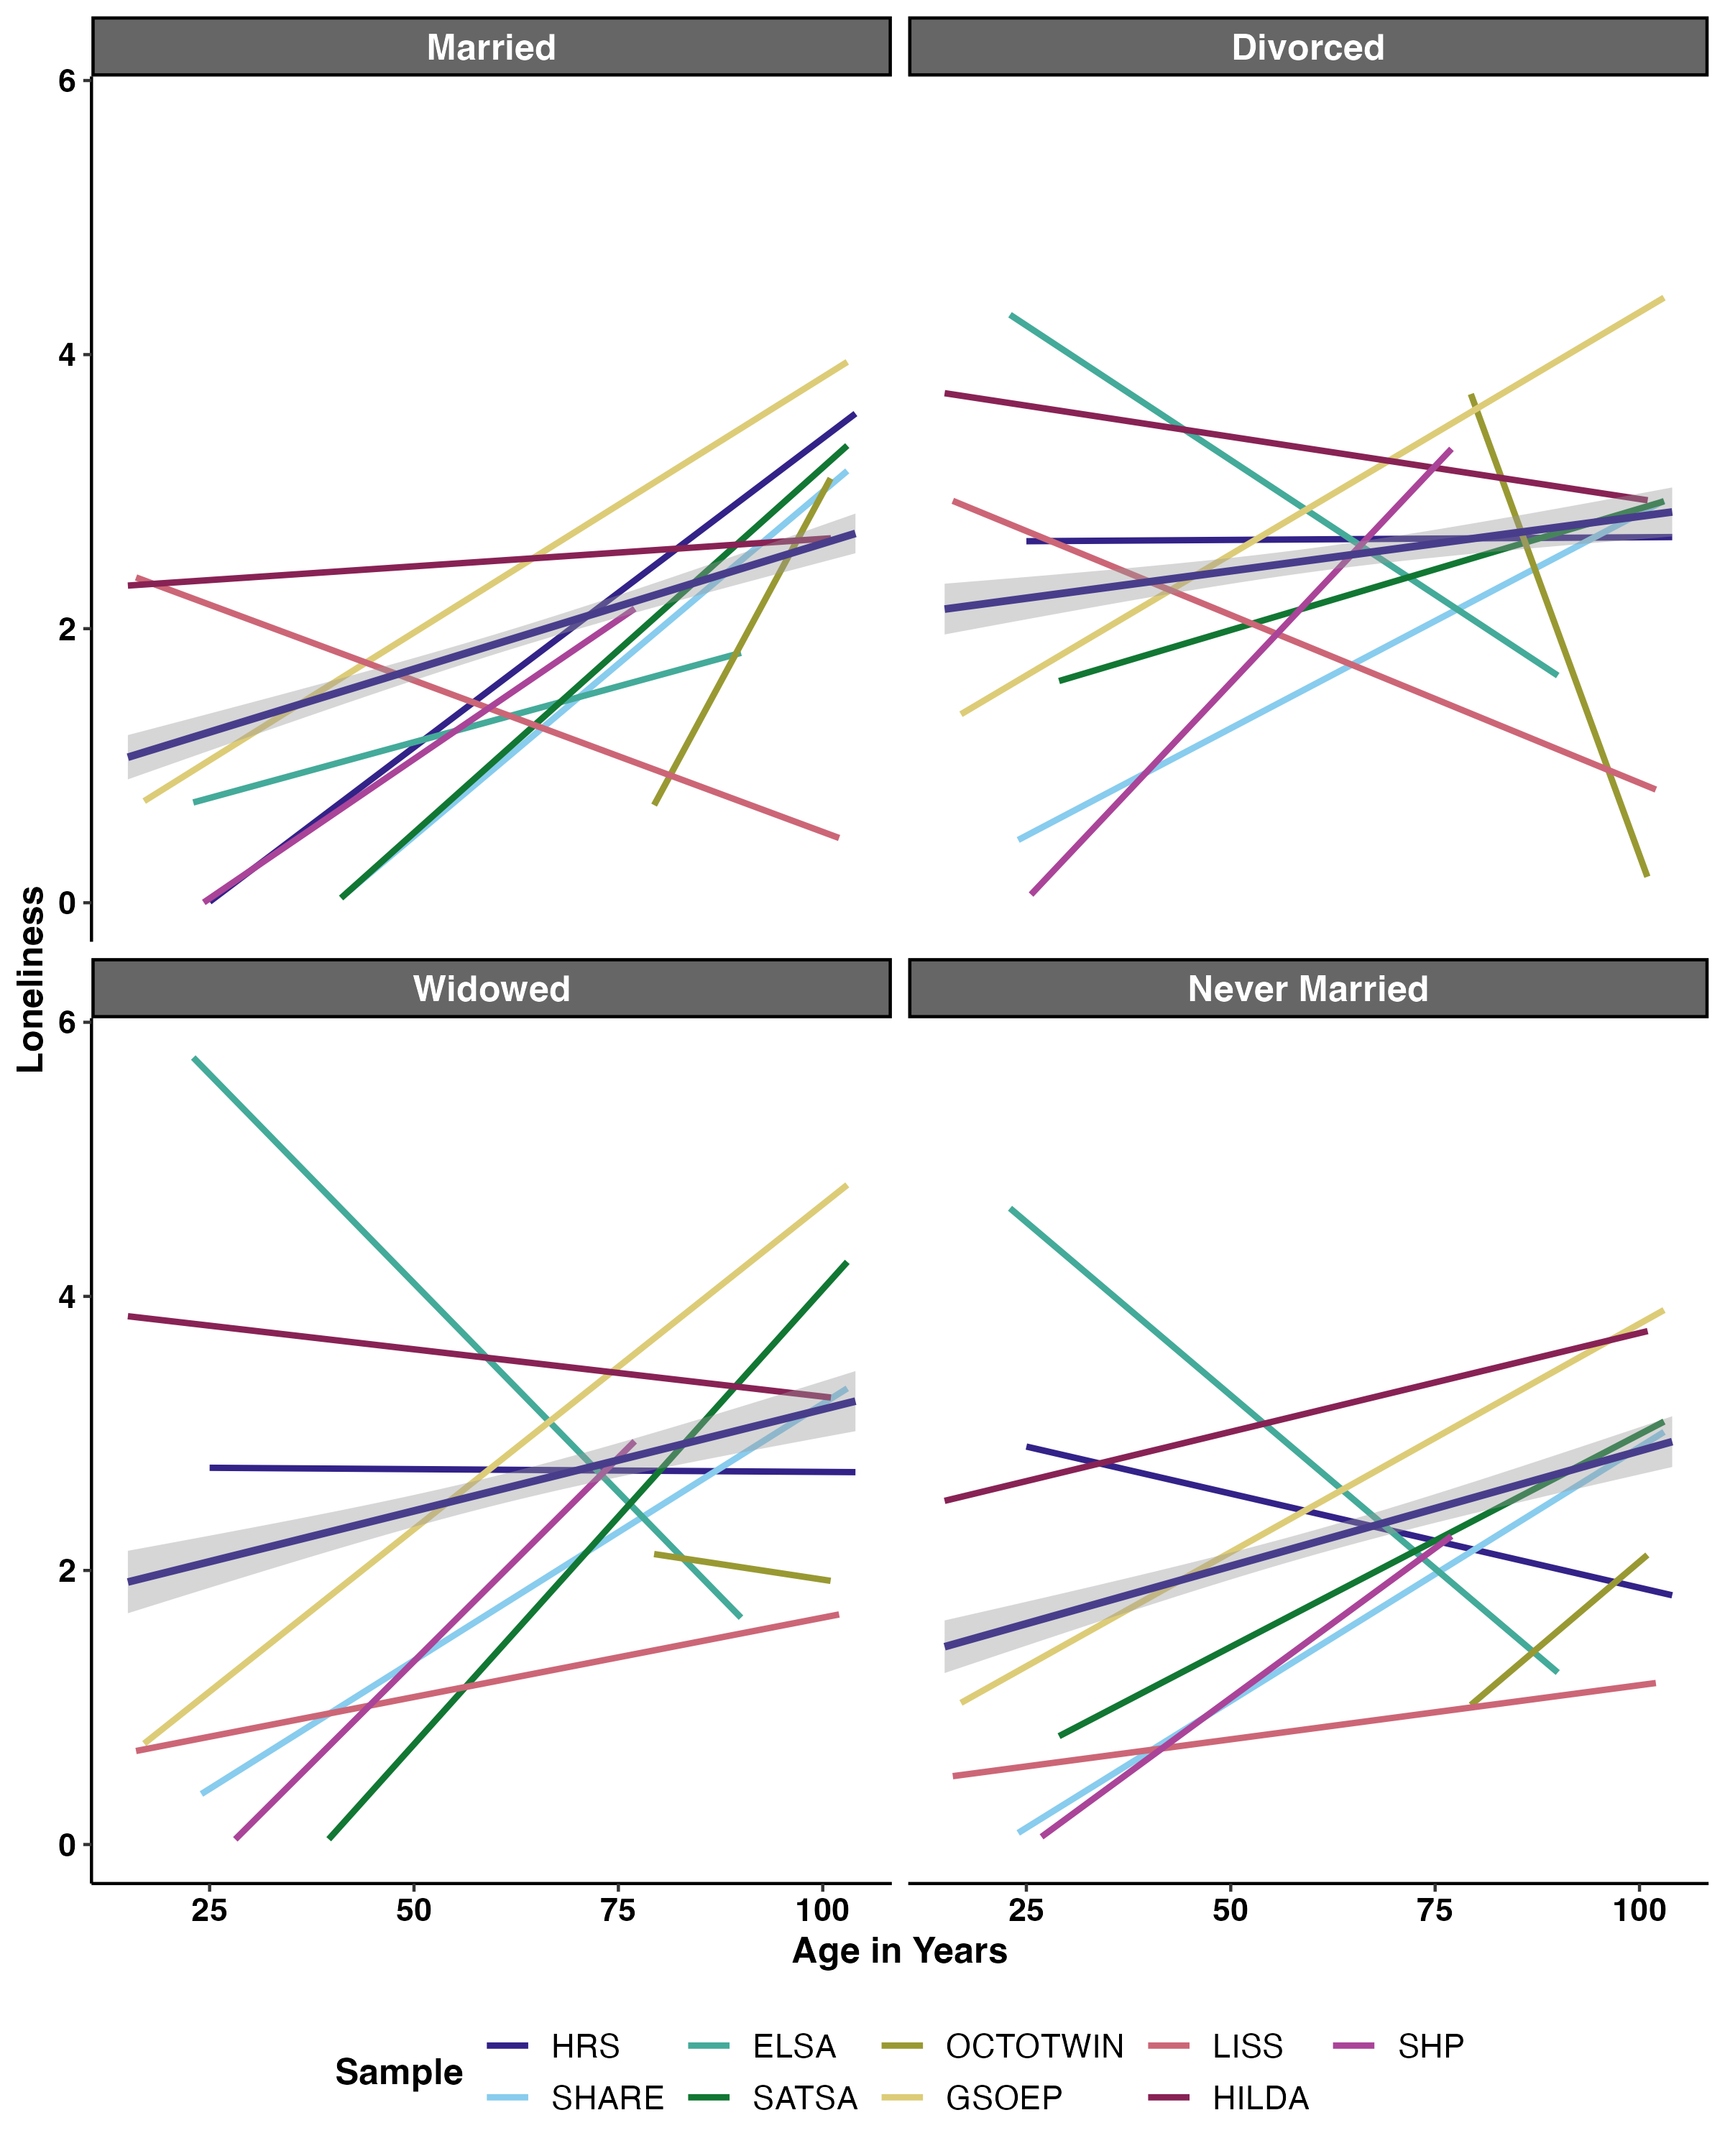 Married
Divorced
6
4
2
0
Loneliness
Widowed
Never Married
6
4
2
0
25 50 75 100
25 50 75 100
Age in Years
Sample
HRS ELSA OCTOTWIN LISS SHP
SHARE SATSA GSOEP HILDA